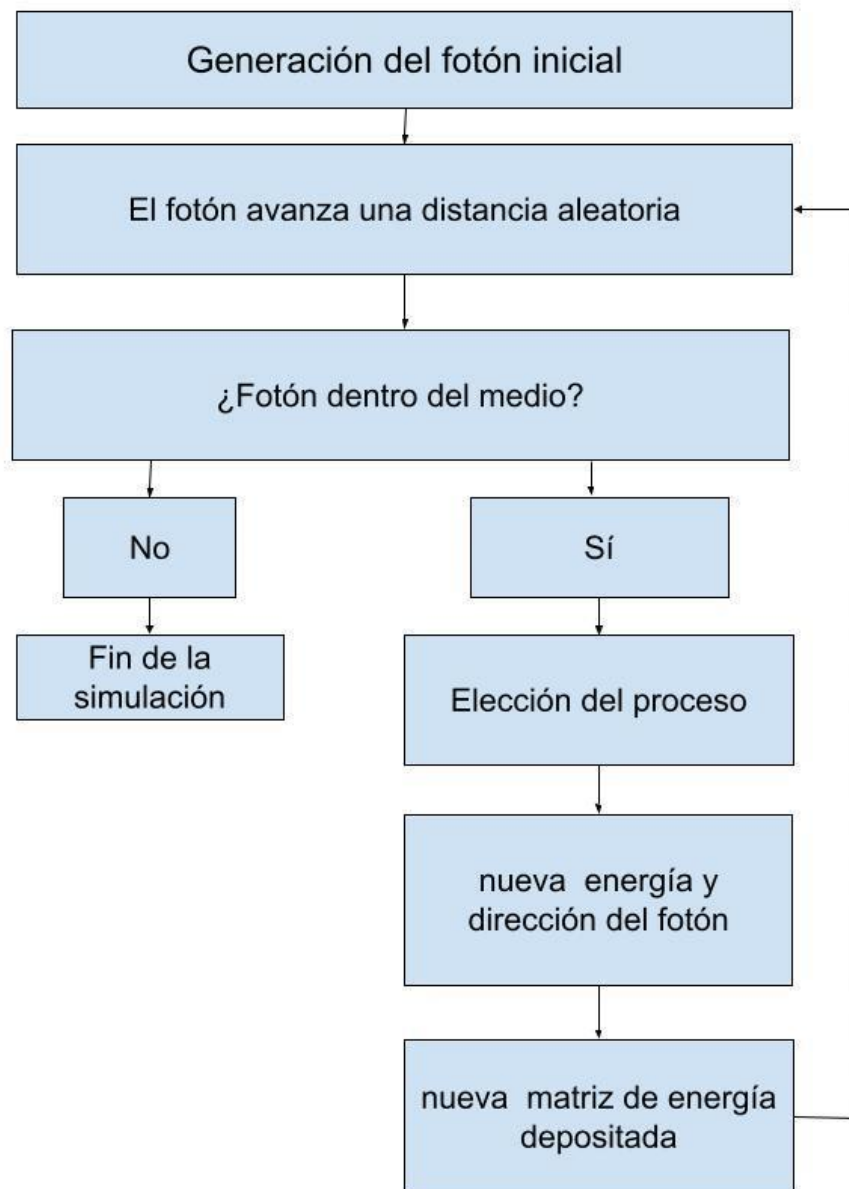 Generación del fotón inicial
El fotón avanza una distancia aleatoria
¿Fotón dentro del medio?
No
Sí
Fin de la
simulación
Elección del proceso
nueva  energía y
dirección del fotón
nueva  matriz de energía
depositada